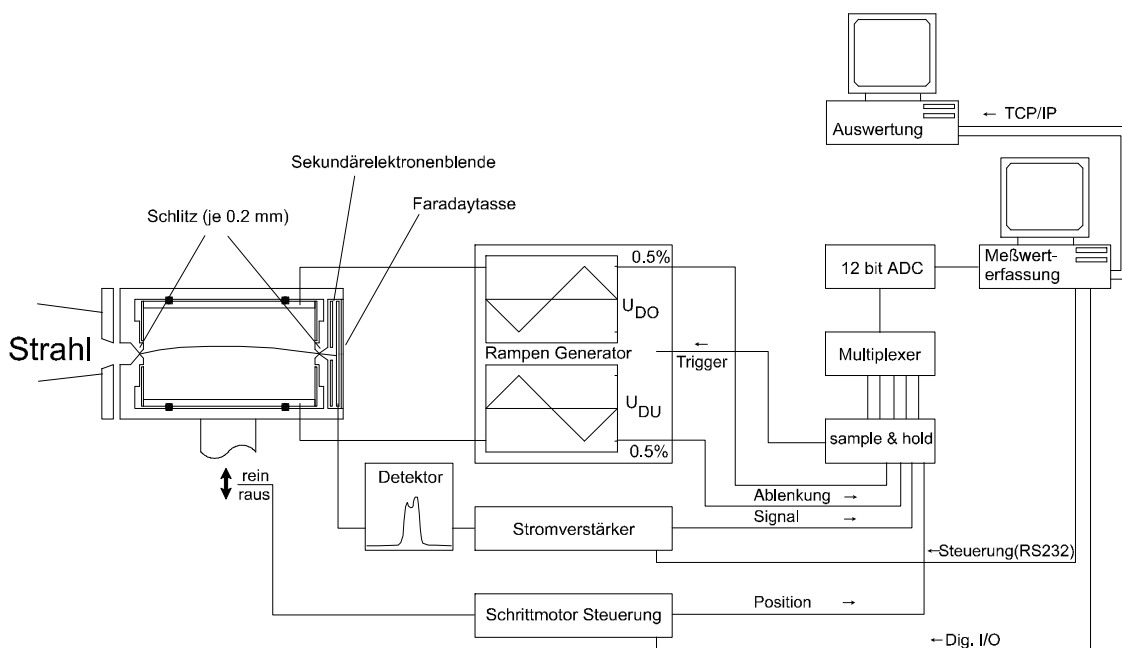 ← TCP/IP
Auswertung
Sekundärelektronenblende
Faradaytasse
Schlitz (je 0.2 mm)
0.5%
12 bit ADC
Meßwert-
erfassung
U_DO
Strahl
Rampen Generator
←
Trigger
Multiplexer
U_DU
sample & hold
0.5%
rein
raus
Detektor
Ablenkung →
Signal →
Stromverstärker
←Steuerung(RS232)
Schrittmotor Steuerung
Position →
←Dig. I/O